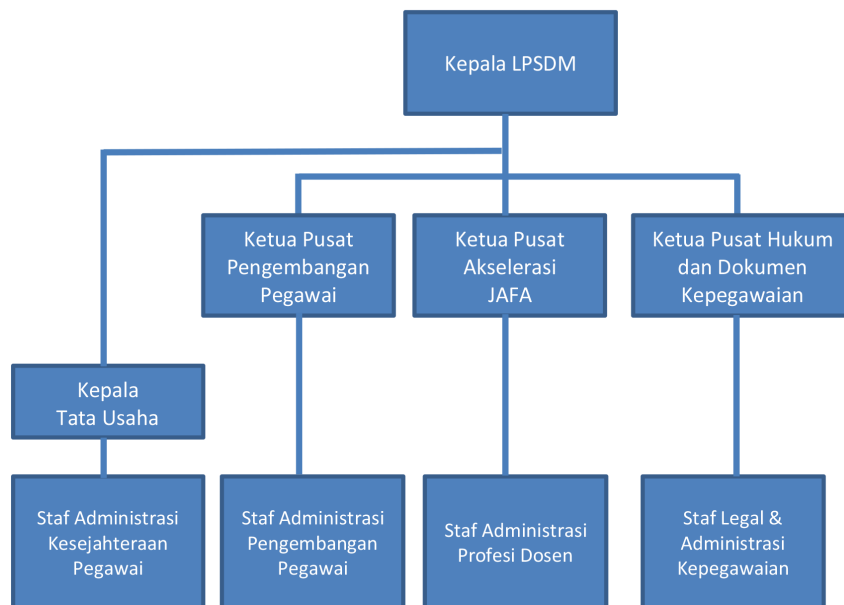 Kepala LPSDM
Ketua Pusat
Pengembangan
Pegawai
Ketua Pusat
Akselerasi
JAFA
Ketua Pusat Hukum
dan Dokumen
Kepegawaian
Kepala
Tata Usaha
Staf Administrasi
Kesejahteraan
Pegawai
Staf Administrasi
Pengembangan
Pegawai
Staf Administrasi
Profesi Dosen
Staf Legal &
Administrasi
Kepegawaian